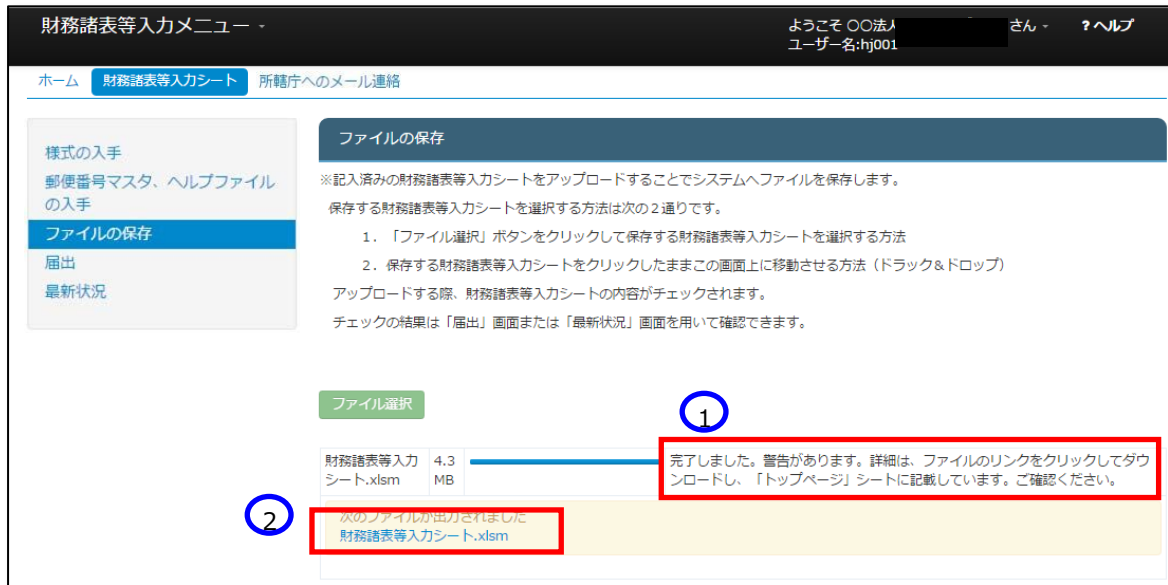 財務諸表等入力メニュー
ようこそ 〇〇法人
さん
?ヘルプ
ユーザー名:hj001
ホーム 財務諸表等入力シート 所轄庁へのメール連絡
様式の入手
郵便番号マスタ、ヘルプファイル
の入手
ファイルの保存
届出
最新状況
ファイルの保存
※記入済みの財務諸表等入力シートをアップロードすることでシステムへファイルを保存します。
保存する財務諸表等入力シートを選択する方法は次の2通りです。
1. 「ファイル選択」ボタンをクリックして保存する財務諸表等入力シートを選択する方法
2. 保存する財務諸表等入力シートをクリックしたままこの画面上に移動させる方法（ドラック&ドロップ）
アップロードする際、財務諸表等入力シートの内容がチェックされます。
チェックの結果は「届出」画面または「最新状況」画面を用いて確認できます。
ファイル選択
1
財務諸表等入力
シート.xlsm
4.3
MB
完了しました。警告があります。詳細は、ファイルのリンクをクリックしてダウ
ンロードし、「トップページ」シートに記載しています。ご確認ください。
2
次のファイルが出力されました
財務諸表等入力シート.xlsm